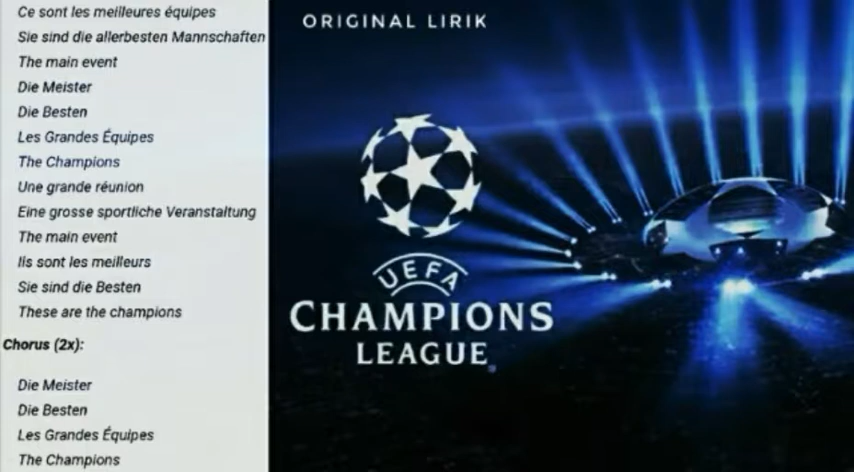 Ce sont les meilleures équipes
Sie sind die allerbesten Mannschaften
The main event
Die Meister
Die Besten
Les Grandes Équipes
The Champions
Une grande réunion
Eine grosse sportliche Veranstaltung
The main event
Ils sont les meilleurs
Sie sind die Besten
These are the champions
Chorus (2x):
Die Meister
Die Besten
Les Grandes Équipes
The Champions
ORIGINAL LIRIK
UEFA
CHAMPIONS
LEAGUE